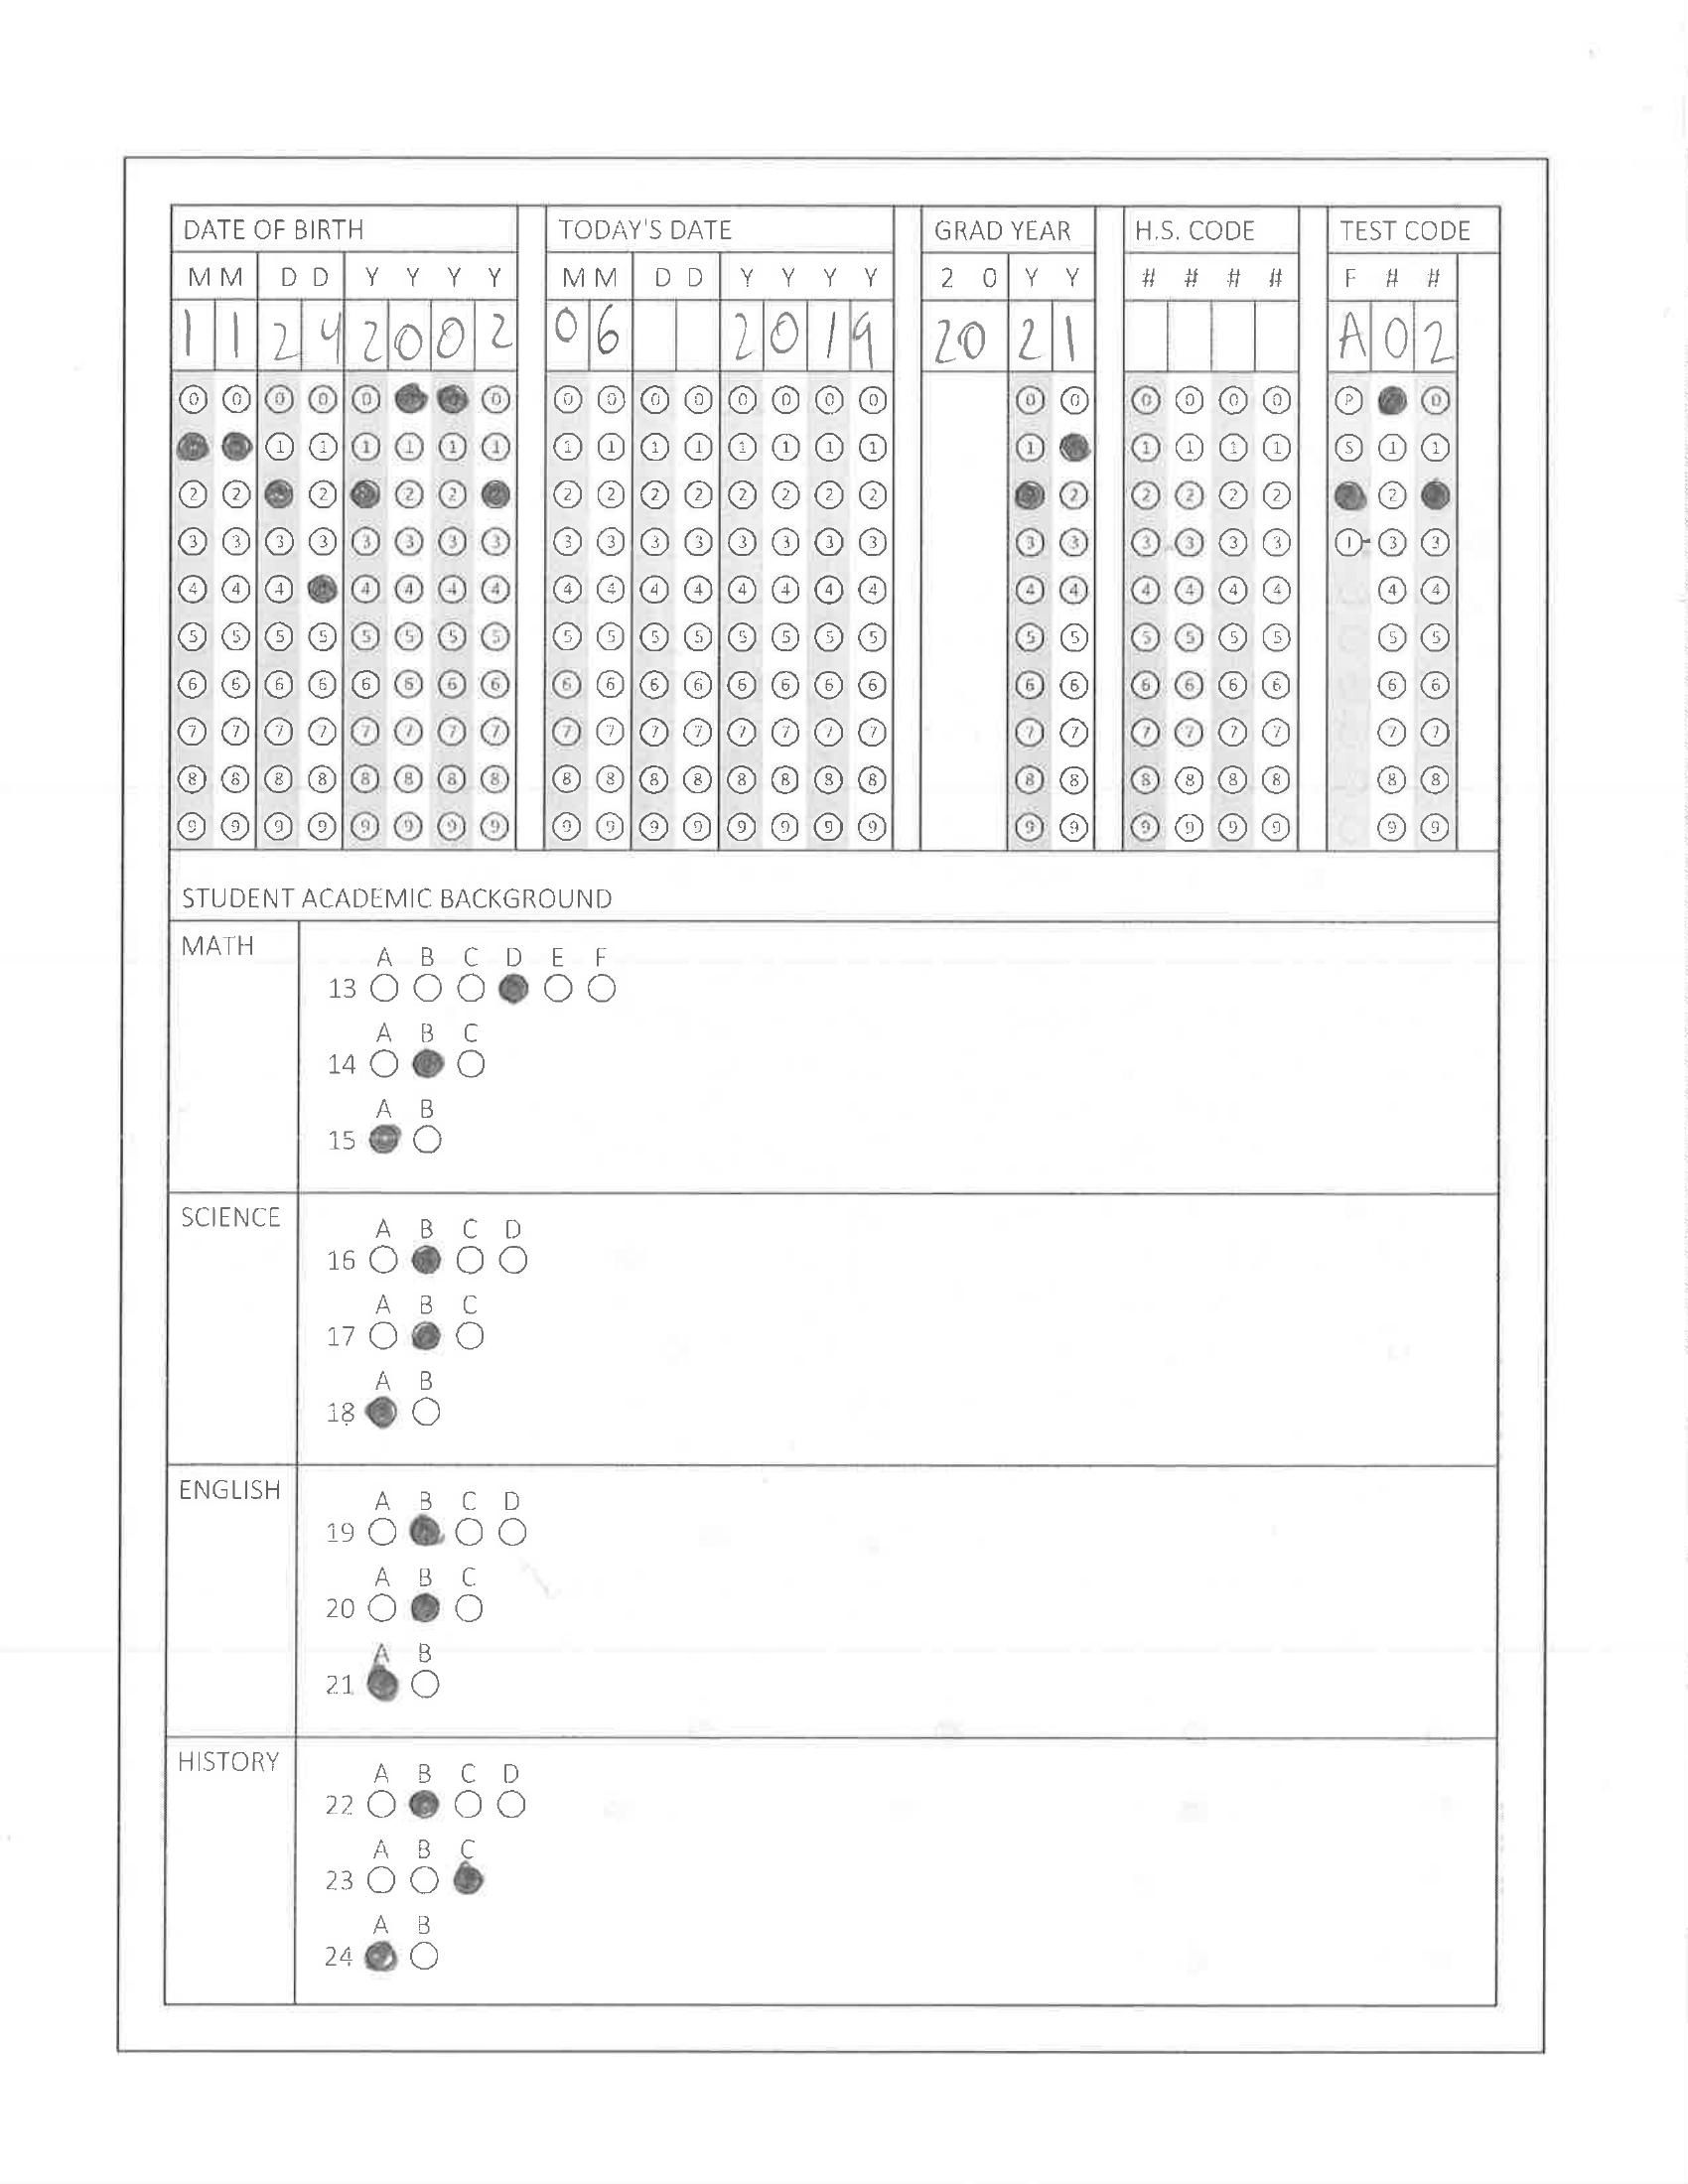 DATE OF BIRTH TODAY'S DATE GRAD YEAR H.S. CODE TEST CODE
M M D D Y Y Y Y M M D D Y Y Y Y 2 0 Y Y # # # # F # #
1 1 2 4 2 0 0 2 0 6 2 0 1 9 20 2 1 A 0 2
0 0 0 0 0 0 0 0 0 0 0 0 0 0 0 0 0 0 0 P 0
1 1 1 1 1 1 1 1 1 1 1 1 1 1 1 1 1 1 1 S 1 1
2 2 2 2 2 2 2 2 2 2 2 2 2 2 2 2 2 2 2
3 3 3 3 3 3 3 3 3 3 3 3 3 3 3 3 3 3 3 3 3 3 I 3 3
4 4 4 4 4 4 4 4 4 4 4 4 4 4 4 4 4 4 4 4 4 4 4
5 5 5 5 5 5 5 5 5 5 5 5 5 5 5 5 5 5 5 5 5 5 5 5
6 6 6 6 6 6 6 6 6 6 6 6 6 6 6 6 6 6 6 6 6 6 6 6
7 7 7 7 7 7 7 7 7 7 7 7 7 7 7 7 7 7 7 7 7 7 7 7
8 8 8 8 8 8 8 8 8 8 8 8 8 8 8 8 8 8 8 8 8 8 8 8
9 9 9 9 9 9 9 9 9 9 9 9 9 9 9 9 9 9 9 9 9 9 9 9
STUDENT ACADEMIC BACKGROUND
MATH
A B C D E F
13
A B C
14
A B
15
SCIENCE
A B C D
16
A B C
17
A B
18
ENGLISH
A B C D
19
A B C
20
A B
21
HISTORY
A B C D
22
A B C
23
A B
24